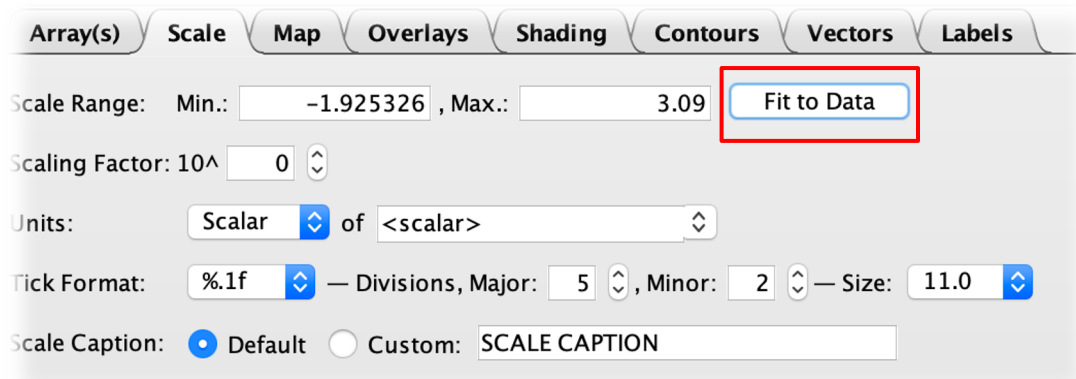 Array(s) Scale Map Overlays Shading Contours Vectors Labels
Scale Range: Min.: -1.925326 , Max.: 3.09 Fit to Data
Scaling Factor: 10^ 0
Units: Scalar of <scalar>
Tick Format: %.1f — Divisions, Major: 5 , Minor: 2 — Size: 11.0
Scale Caption: Default Custom: SCALE CAPTION